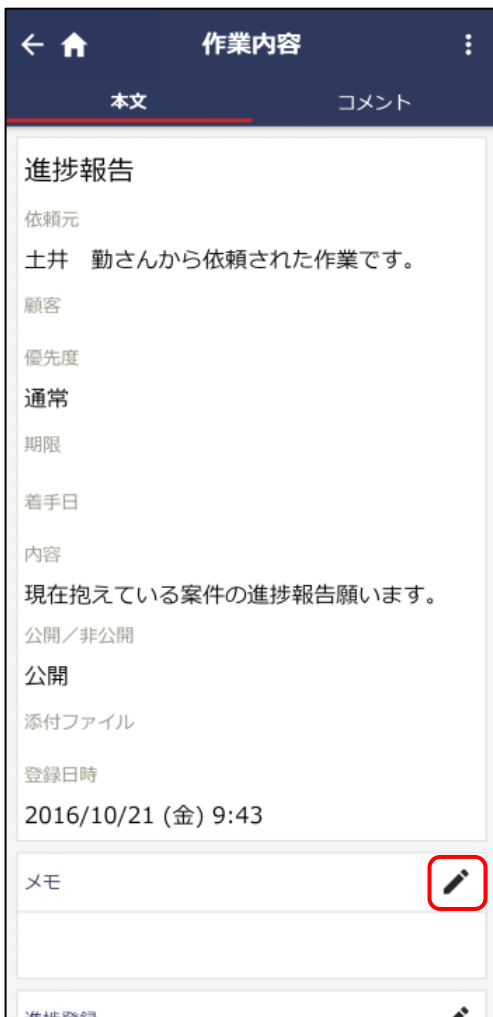 作業内容
本文 コメント
進捗報告
依頼元
土井　勤さんから依頼された作業です。
顧客
優先度
通常
期限
着手日
内容
現在抱えている案件の進捗報告願います。
公開／非公開
公開
添付ファイル
登録日時
2016/10/21 (金) 9:43
メモ
進捗登録